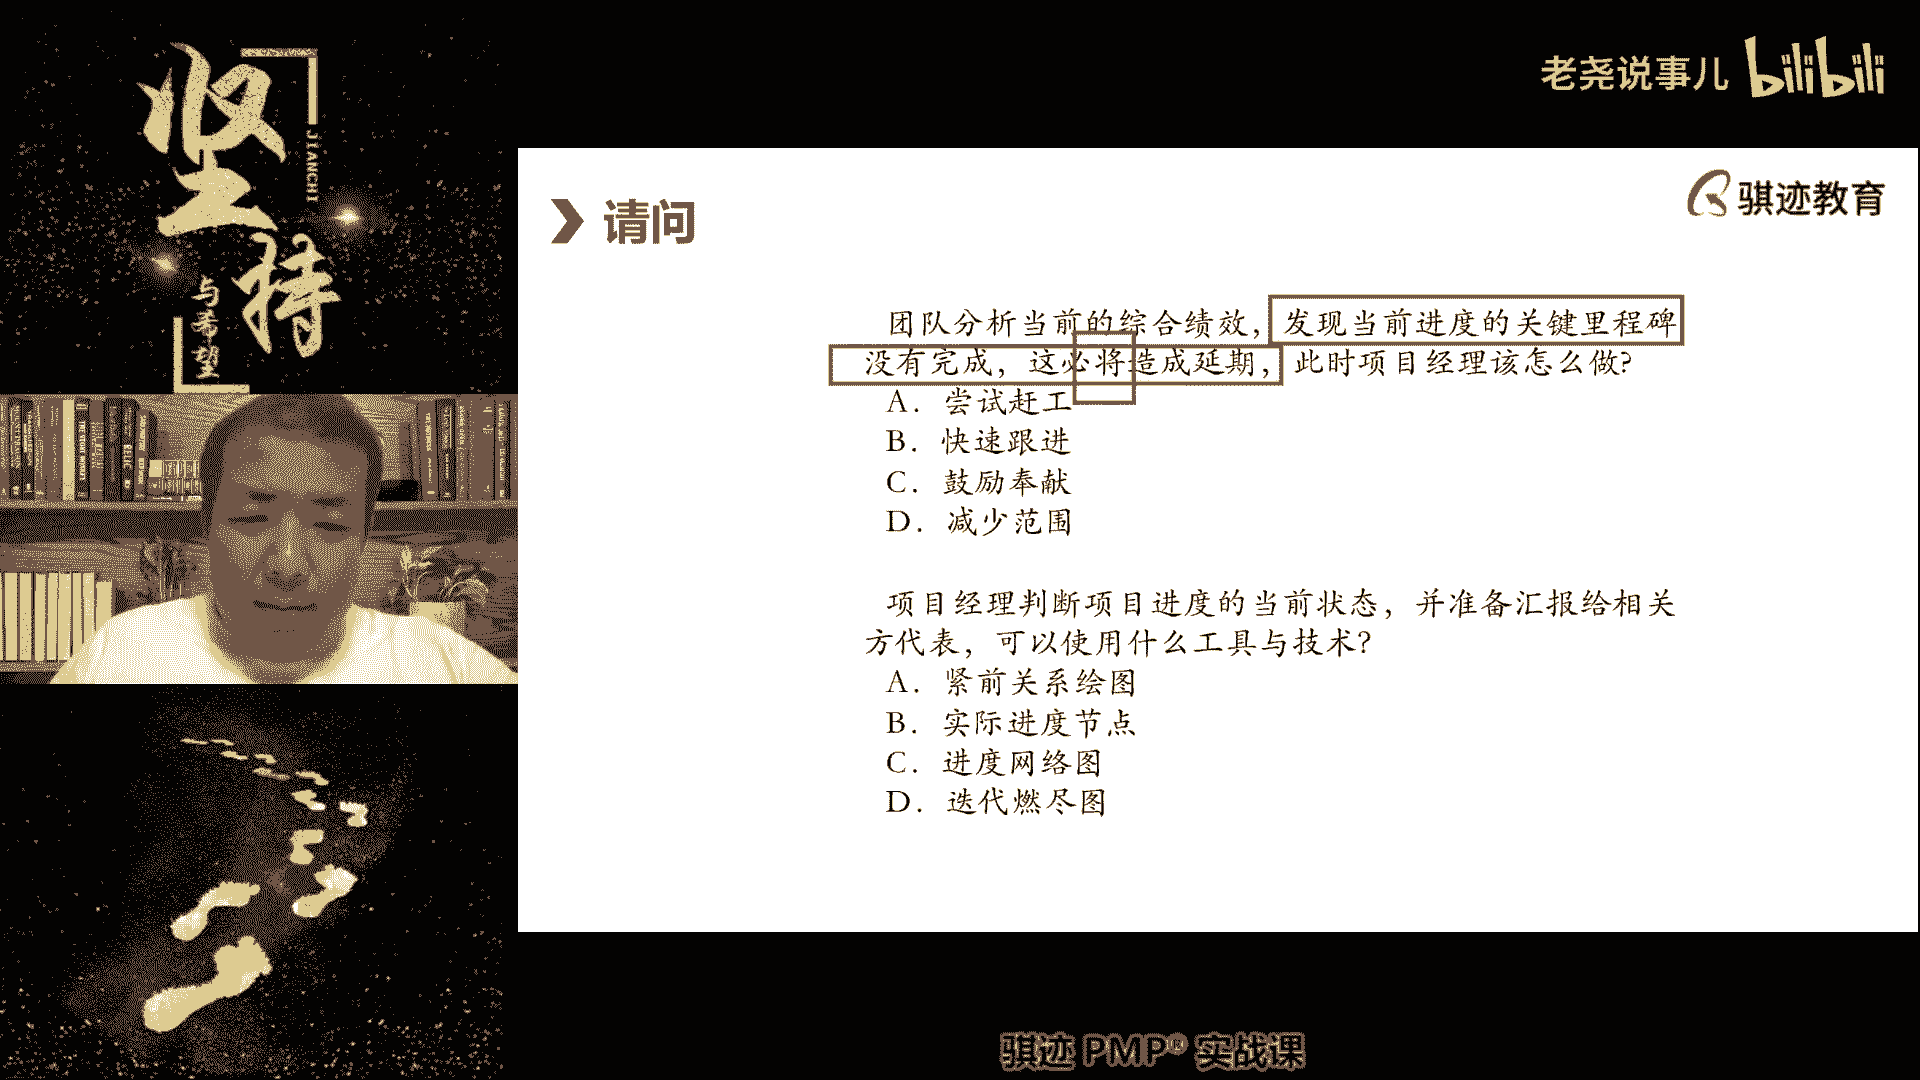 坚持
JIANCHI
与希望
老尧说事儿 bilibili
骐迹教育
请问
团队分析当前的综合绩效，发现当前进度的关键里程碑
没有完成，这必将造成延期，此时项目经理该怎么做？
A．尝试赶工
B．快速跟进
C．鼓励奉献
D．减少范围
项目经理判断项目进度的当前状态，并准备汇报给相关
方代表，可以使用什么工具与技术？
A．紧前关系绘图
B．实际进度节点
C．进度网络图
D．迭代燃尽图
骐迹 PMP® 实战课